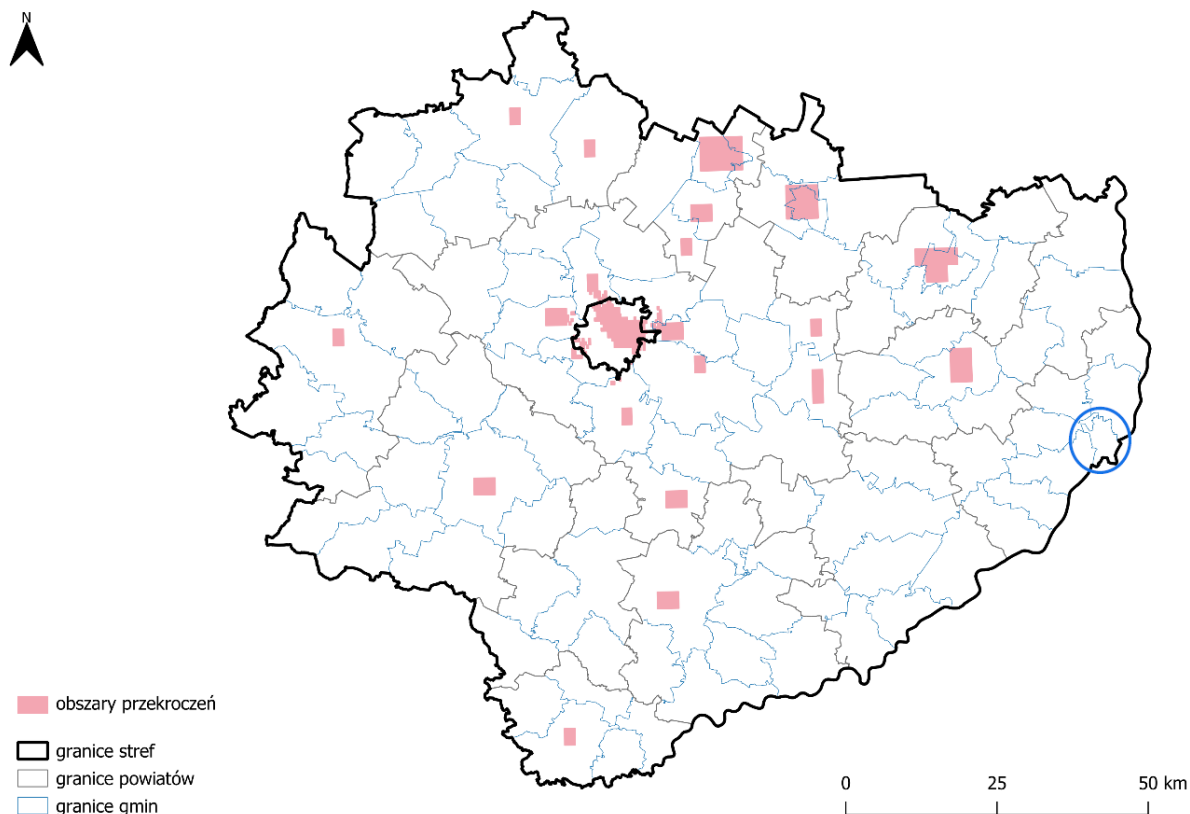 N
obszary przekroczeń
granice stref
granice powiatów
granice gmin
0 25 50 km